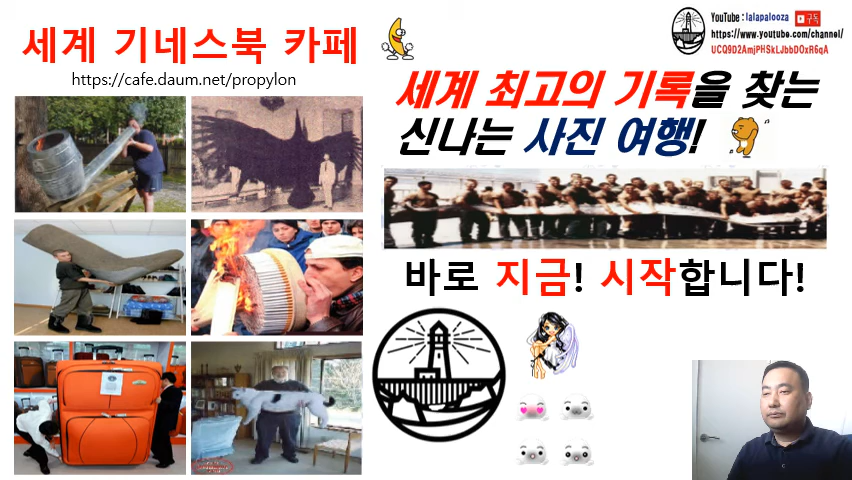 세계 기네스북 카페
https://cafe.daum.net/propylon
YouTube : lalapalooza 구독
https://www.youtube.com/channel/
UCQ9D2AmjPHSkLJbbDOxR6qA
세계 최고의 기록을 찾는
신나는 사진 여행!
바로 지금! 시작합니다!